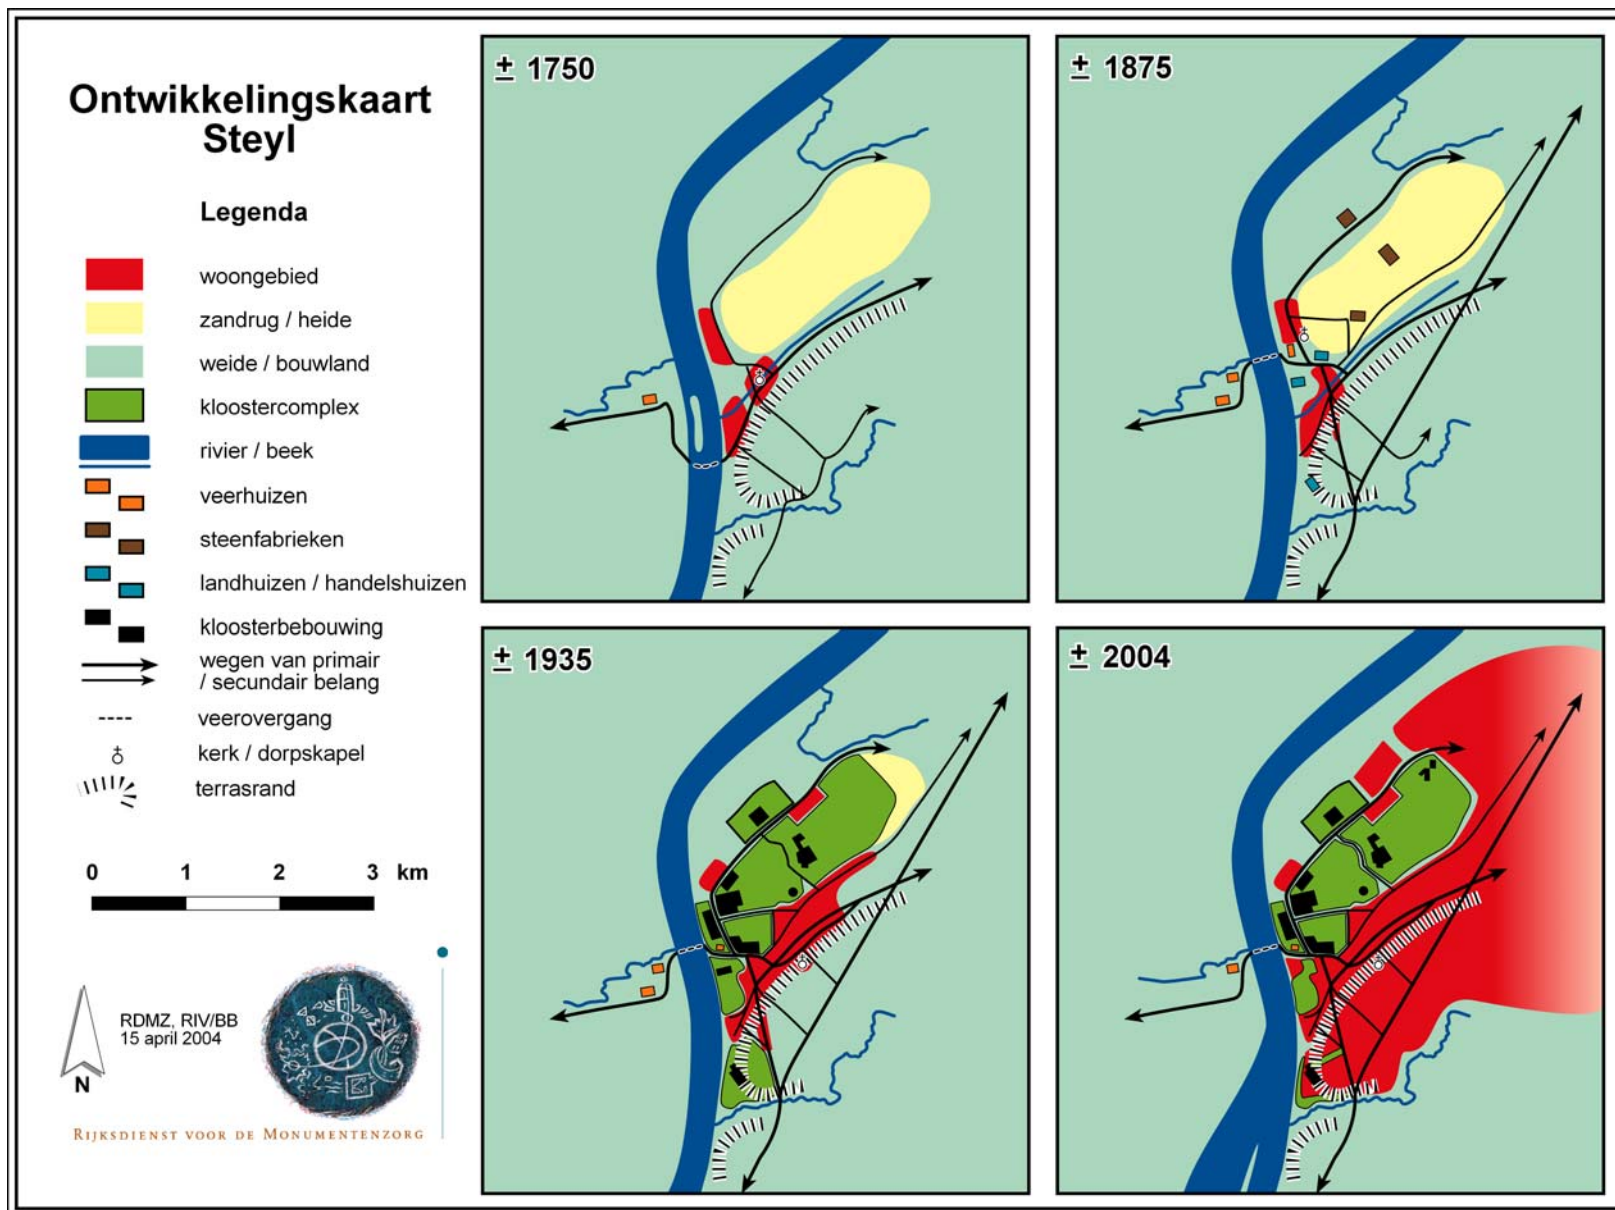 Ontwikkelingskaart
Steyl
Legenda
woongebied
zandrug / heide
weide / bouwland
kloostercomplex
rivier / beek
veerhuizen
steenfabrieken
landhuizen / handelshuizen
kloosterbebouwing
wegen van primair
/ secundair belang
veerovergang
kerk / dorpskapel
terrasrand
0 1 2 3 km
N
RDMZ, RIV/BB
15 april 2004
RIJKSDIENST VOOR DE MONUMENTENZORG
± 1750
± 1875
± 1935
± 2004